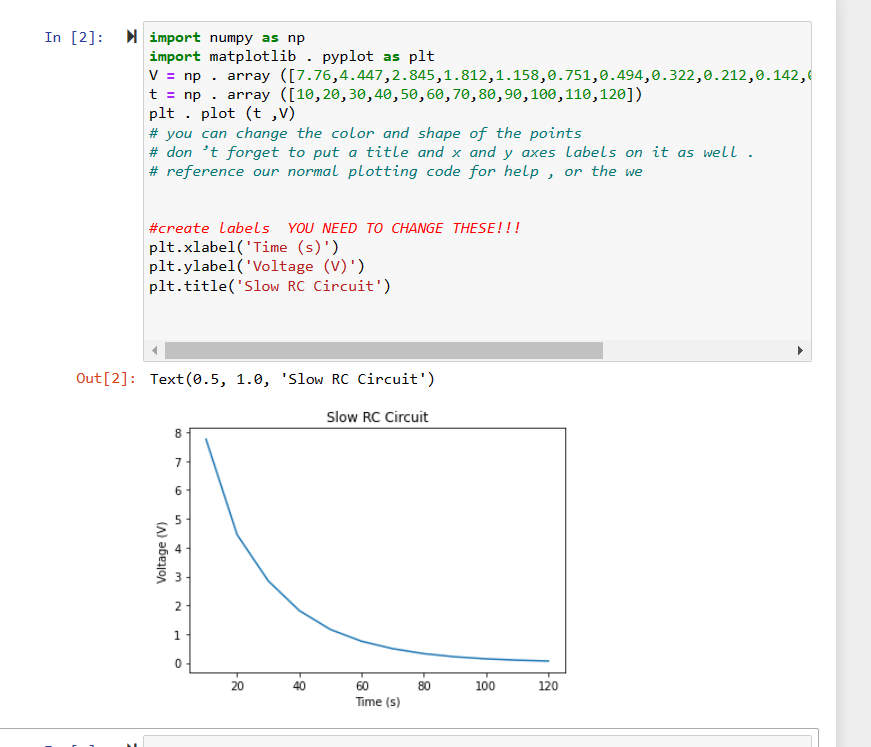 In [2]:
import numpy as np
import matplotlib . pyplot as plt
V = np . array ([7.76,4.447,2.845,1.812,1.158,0.751,0.494,0.322,0.212,0.142,
t = np . array ([10,20,30,40,50,60,70,80,90,100,110,120])
plt . plot (t ,V)
# you can change the color and shape of the points
# don ’t forget to put a title and x and y axes labels on it as well .
# reference our normal plotting code for help , or the we
#create labels  YOU NEED TO CHANGE THESE!!!
plt.xlabel('Time (s)')
plt.ylabel('Voltage (V)')
plt.title('Slow RC Circuit')
Out[2]: Text(0.5, 1.0, 'Slow RC Circuit')
Slow RC Circuit
8
7
6
5
4
3
2
1
0
Voltage (V)
20 40 60 80 100 120
Time (s)